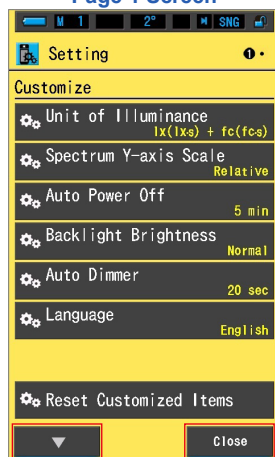 Page 1 Screen
M 1 2° SNG
Setting ❶•
Customize
Unit of Illuminance
lx(lx·s) + fc(fc·s)
Spectrum Y-axis Scale
Relative
Auto Power Off
5 min
Backlight Brightness
Normal
Auto Dimmer
20 sec
Language
English
Reset Customized Items
▼ Close